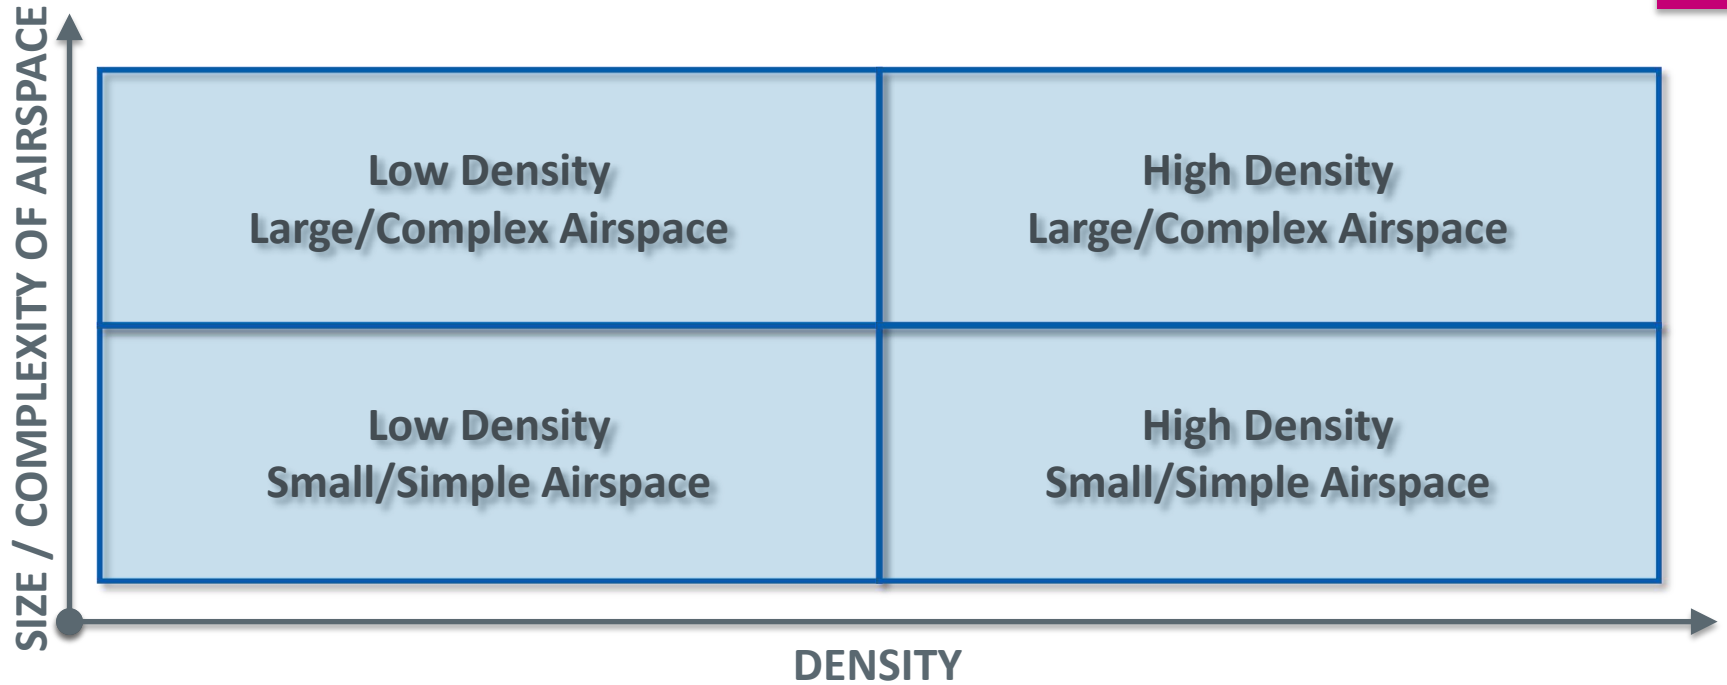 SIZE / COMPLEXITY OF AIRSPACE
Low Density
Large/Complex Airspace
High Density
Large/Complex Airspace
Low Density
Small/Simple Airspace
High Density
Small/Simple Airspace
DENSITY